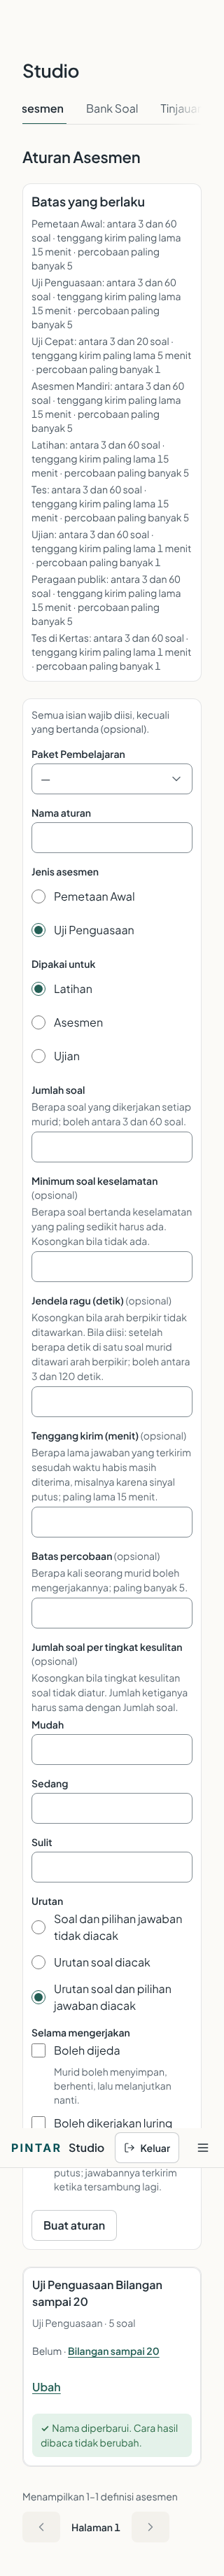 Studio
sesmen
Bank Soal
Tinjauan
Aturan Asesmen
Batas yang berlaku
Pemetaan Awal: antara 3 dan 60
soal · tenggang kirim paling lama
15 menit · percobaan paling
banyak 5
Uji Penguasaan: antara 3 dan 60
soal · tenggang kirim paling lama
15 menit · percobaan paling
banyak 5
Uji Cepat: antara 3 dan 20 soal ·
tenggang kirim paling lama 5 menit
· percobaan paling banyak 1
Asesmen Mandiri: antara 3 dan 60
soal · tenggang kirim paling lama
15 menit · percobaan paling
banyak 5
Latihan: antara 3 dan 60 soal ·
tenggang kirim paling lama 15
menit · percobaan paling banyak 5
Tes: antara 3 dan 60 soal ·
tenggang kirim paling lama 15
menit · percobaan paling banyak 5
Ujian: antara 3 dan 60 soal ·
tenggang kirim paling lama 1 menit
· percobaan paling banyak 1
Peragaan publik: antara 3 dan 60
soal · tenggang kirim paling lama
15 menit · percobaan paling
banyak 5
Tes di Kertas: antara 3 dan 60 soal ·
tenggang kirim paling lama 1 menit
· percobaan paling banyak 1
Semua isian wajib diisi, kecuali
yang bertanda (opsional).
Paket Pembelajaran
—
Nama aturan
Jenis asesmen
Pemetaan Awal
Uji Penguasaan
Dipakai untuk
Latihan
Asesmen
Ujian
Jumlah soal
Berapa soal yang dikerjakan setiap
murid; boleh antara 3 dan 60 soal.
Minimum soal keselamatan
(opsional)
Berapa soal bertanda keselamatan
yang paling sedikit harus ada.
Kosongkan bila tidak ada.
Jendela ragu (detik) (opsional)
Kosongkan bila arah berpikir tidak
ditawarkan. Bila diisi: setelah
berapa detik di satu soal murid
ditawari arah berpikir; boleh antara
3 dan 120 detik.
Tenggang kirim (menit) (opsional)
Berapa lama jawaban yang terkirim
sesudah waktu habis masih
diterima, misalnya karena sinyal
putus; paling lama 15 menit.
Batas percobaan (opsional)
Berapa kali seorang murid boleh
mengerjakannya; paling banyak 5.
Jumlah soal per tingkat kesulitan
(opsional)
Kosongkan bila tingkat kesulitan
soal tidak diatur. Jumlah ketiganya
harus sama dengan Jumlah soal.
Mudah
Sedang
Sulit
Urutan
Soal dan pilihan jawaban
tidak diacak
Urutan soal diacak
Urutan soal dan pilihan
jawaban diacak
Selama mengerjakan
Boleh dijeda
Murid boleh menyimpan,
berhenti, lalu melanjutkan
nanti.
Boleh dikerjakan luring
PINTAR Studio
Keluar
putus; jawabannya terkirim
ketika tersambung lagi.
Buat aturan
Uji Penguasaan Bilangan
sampai 20
Uji Penguasaan · 5 soal
Belum · Bilangan sampai 20
Ubah
✓ Nama diperbarui. Cara hasil
dibaca tidak berubah.
Menampilkan 1–1 definisi asesmen
Halaman 1